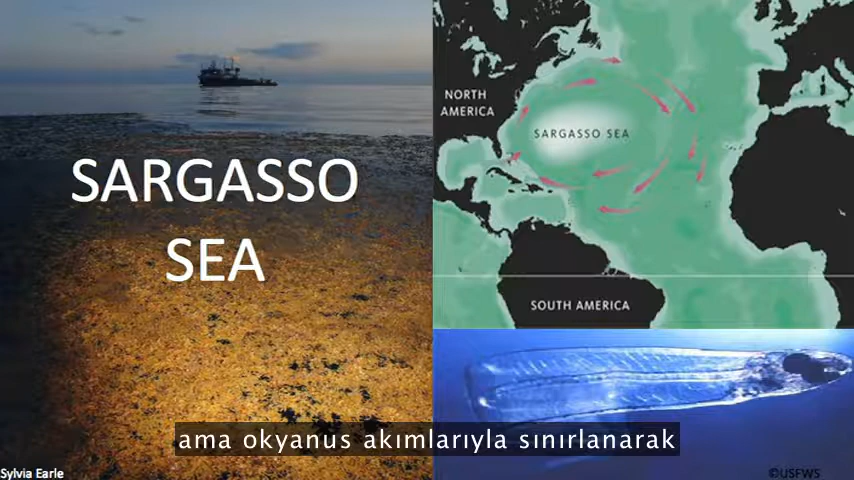 SARGASSO
SEA
NORTH
AMERICA
SARGASSO SEA
SOUTH AMERICA
ama okyanus akımlarıyla sınırlanarak
Sylvia Earle
©USFWS